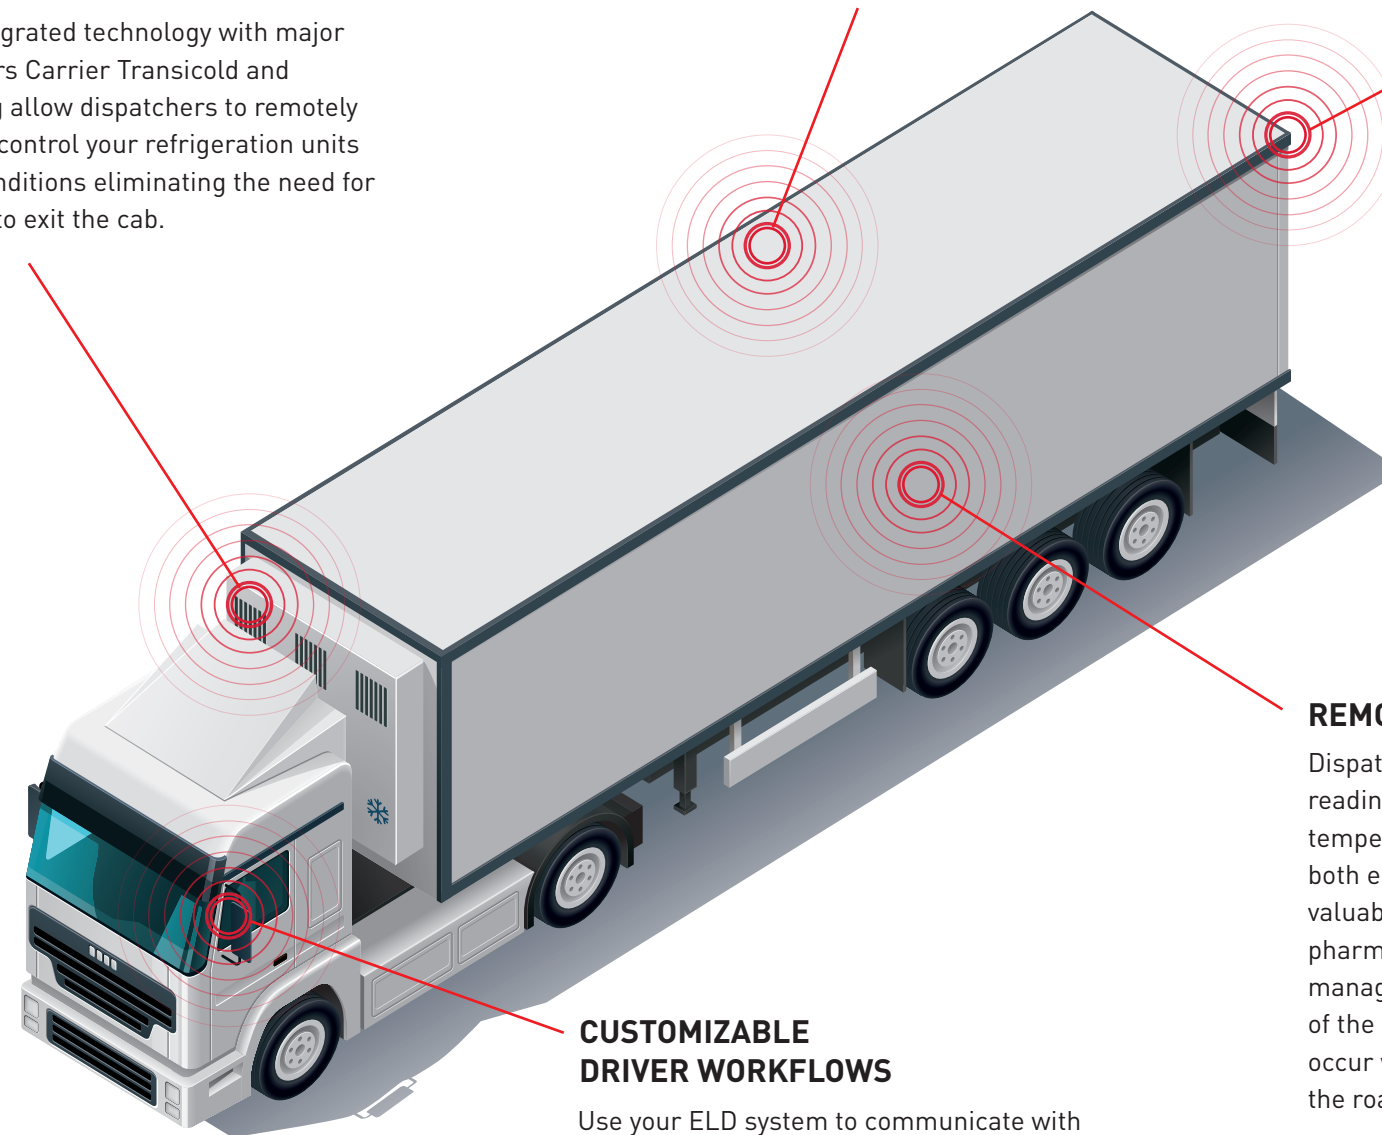 grated technology with major
rs Carrier Transicold and
g allow dispatchers to remotely
control your refrigeration units
nditions eliminating the need for
to exit the cab.
CUSTOMIZABLE
DRIVER WORKFLOWS
Use your ELD system to communicate with
REMO
Dispat
readin
tempe
both e
valuab
pharm
manag
of the
occur
the roa